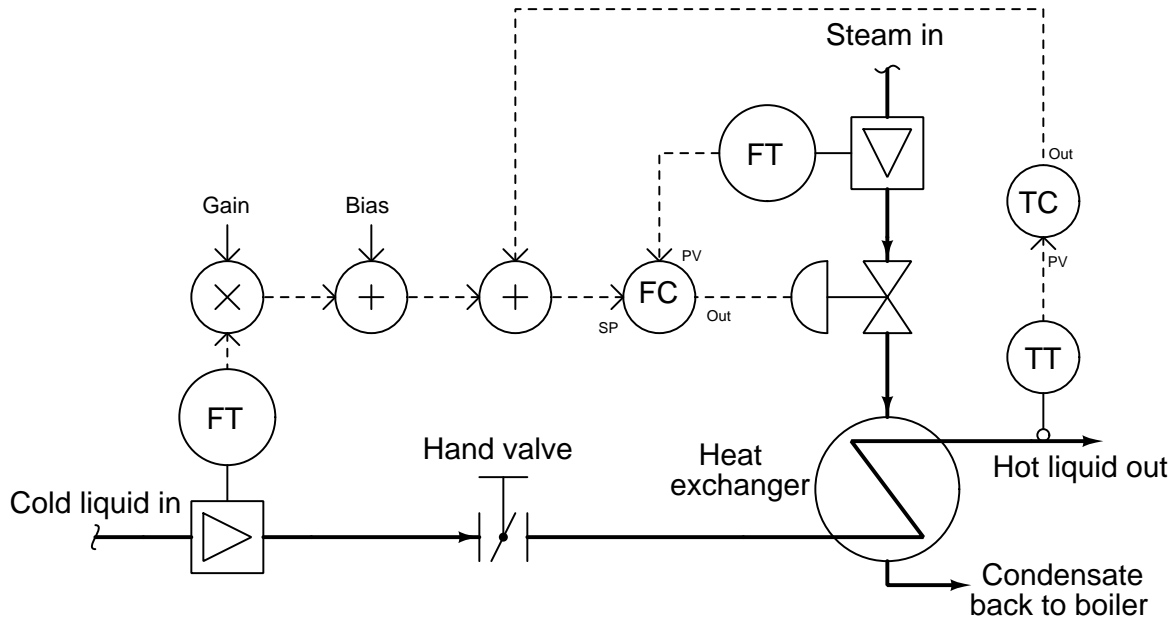 Steam in
FT
Out
TC
PV
Gain
Bias
PV
×
+
+
FC
SP
Out
TT
FT
Hand valve
Heat
exchanger
Hot liquid out
Cold liquid in
Condensate
back to boiler